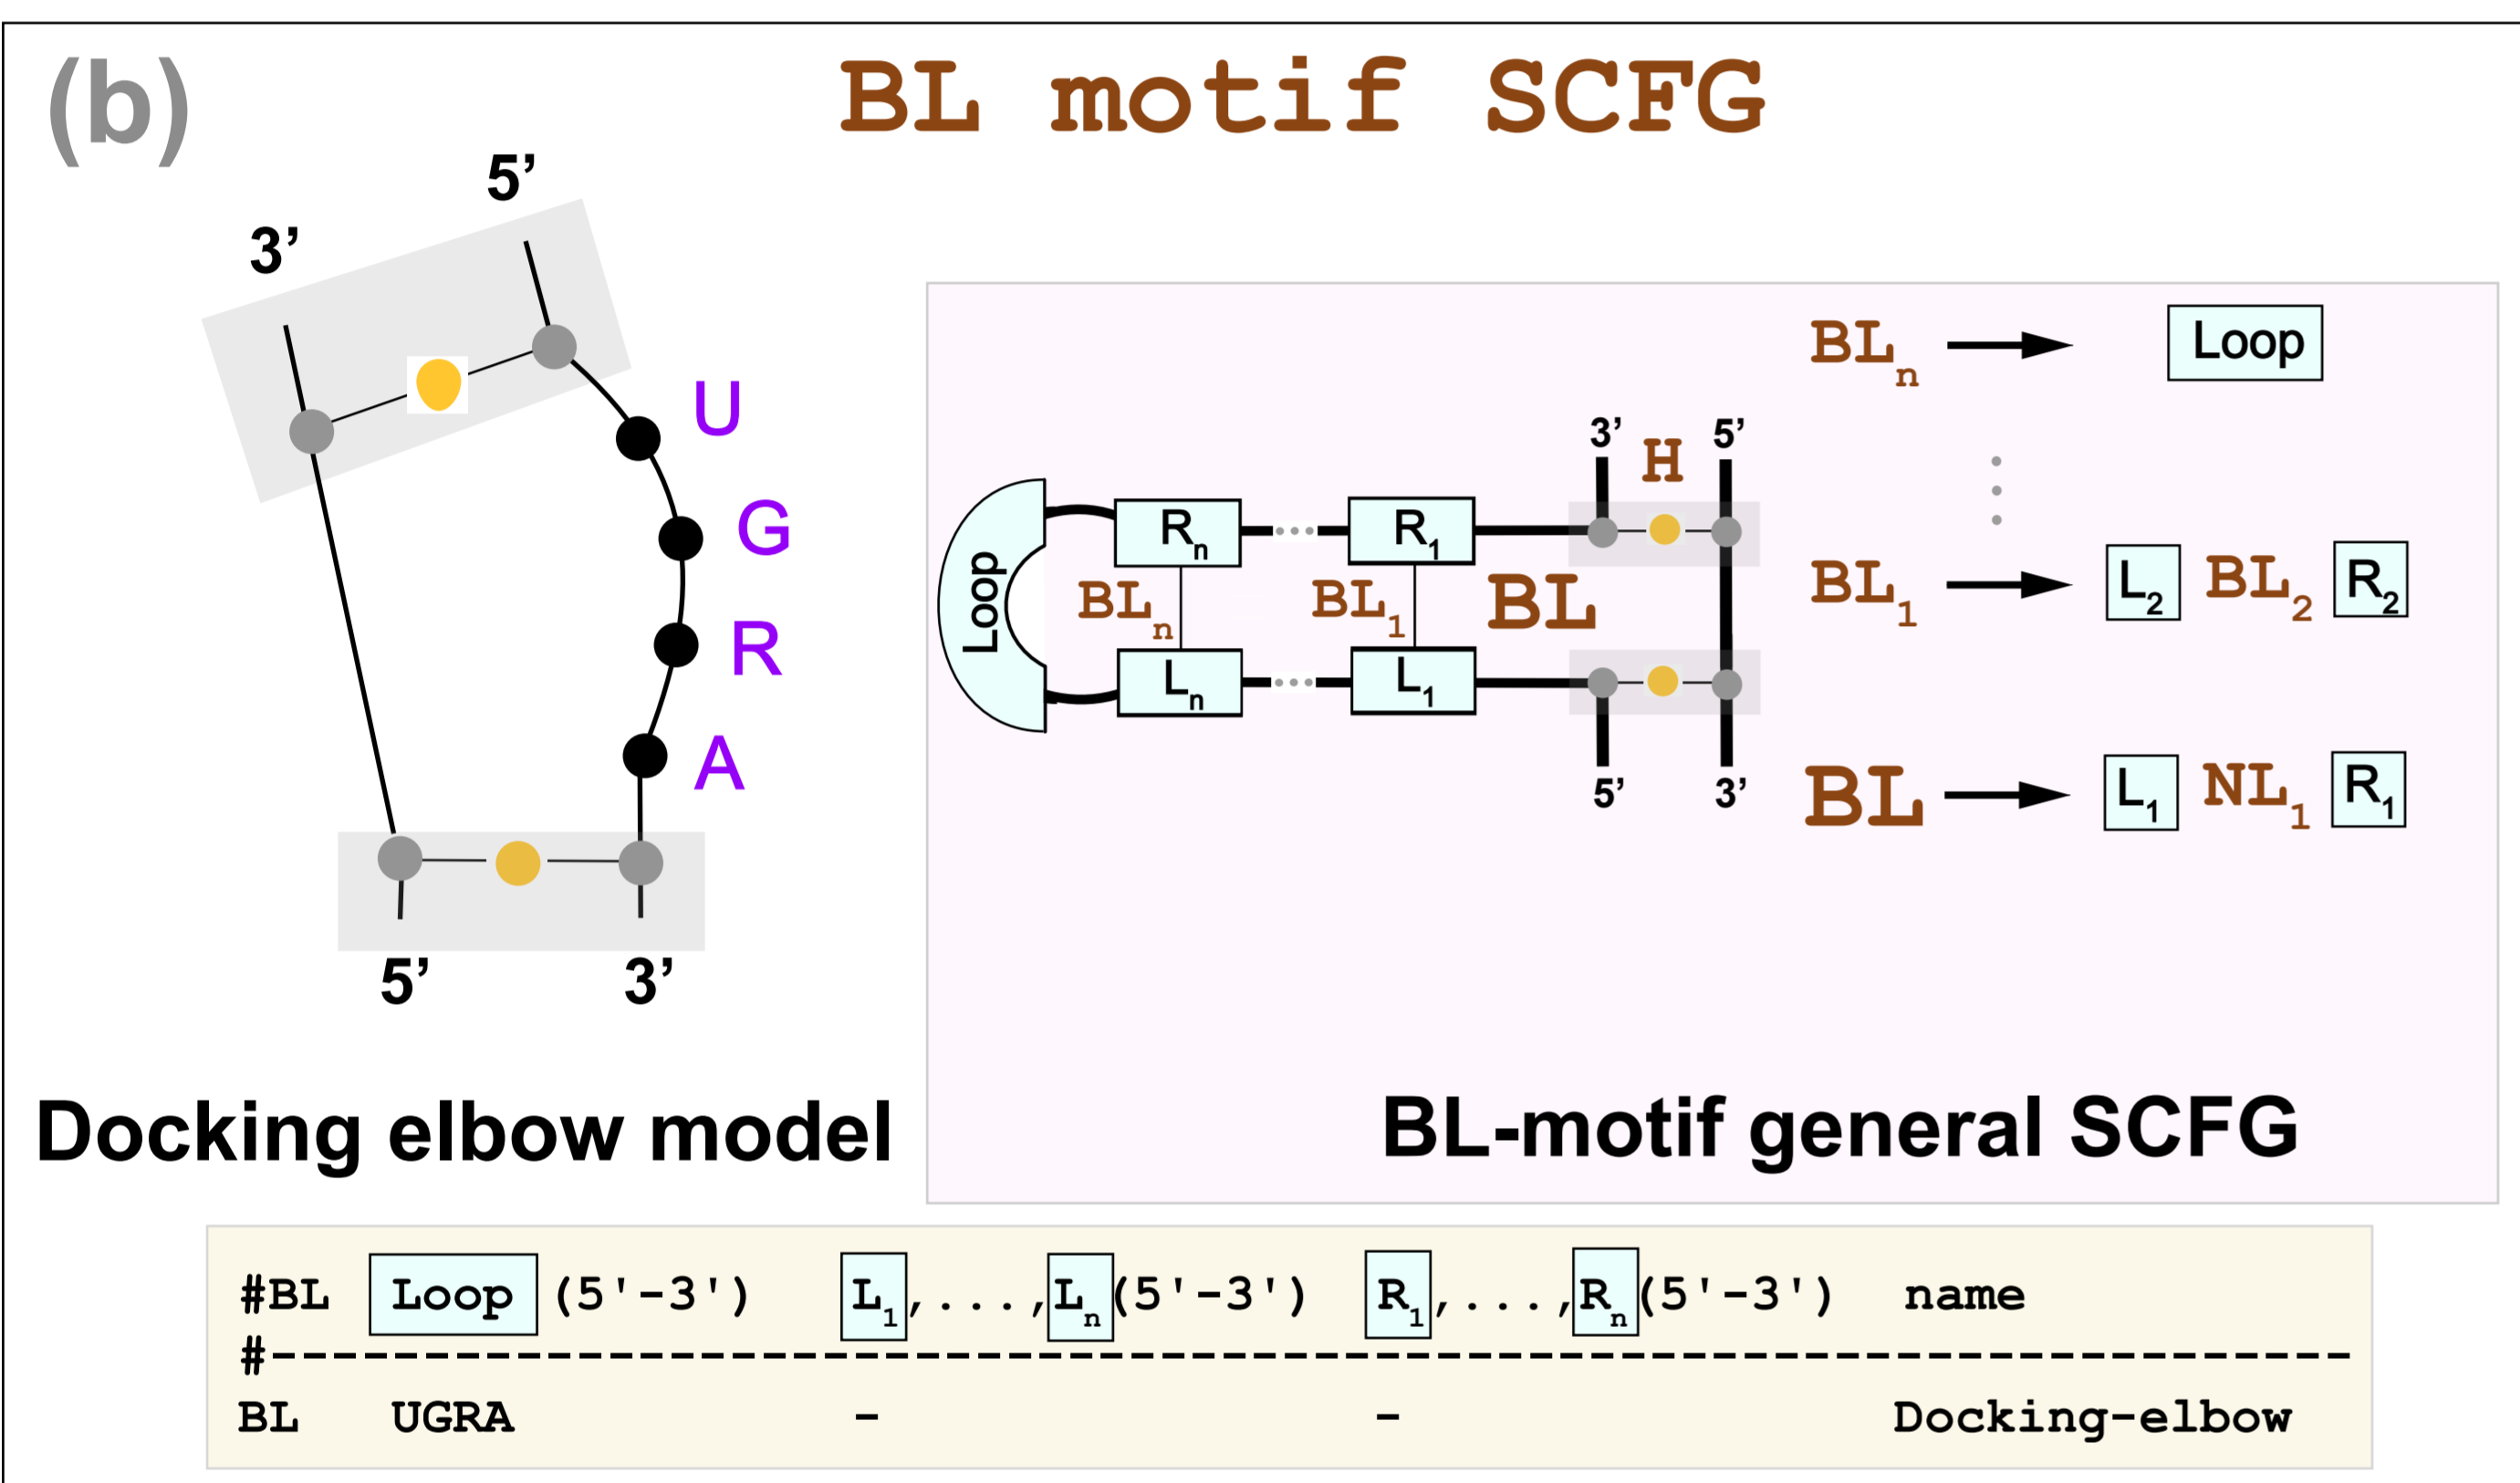 (b)
BL motif SCFG
5’
3’
U
G
R
A
5’ 3’
Docking elbow model
BLn → Loop
3’ H 5’
Loop
Rn ... R1
BLn BL1 BL
Ln ... L1
5’ 3’
BL1 → L2 BL2 R2
BL → L1 NL1 R1
BL-motif general SCFG
#BL Loop (5'-3') L1,...,Ln(5'-3') R1,...,Rn(5'-3') name
#----------------------------------------------------------------------
BL UGRA - - Docking-elbow